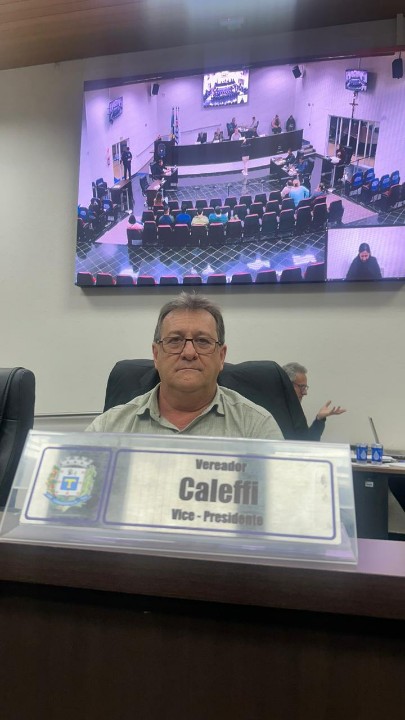 Vereador
Caleffi
Vice - Presidente